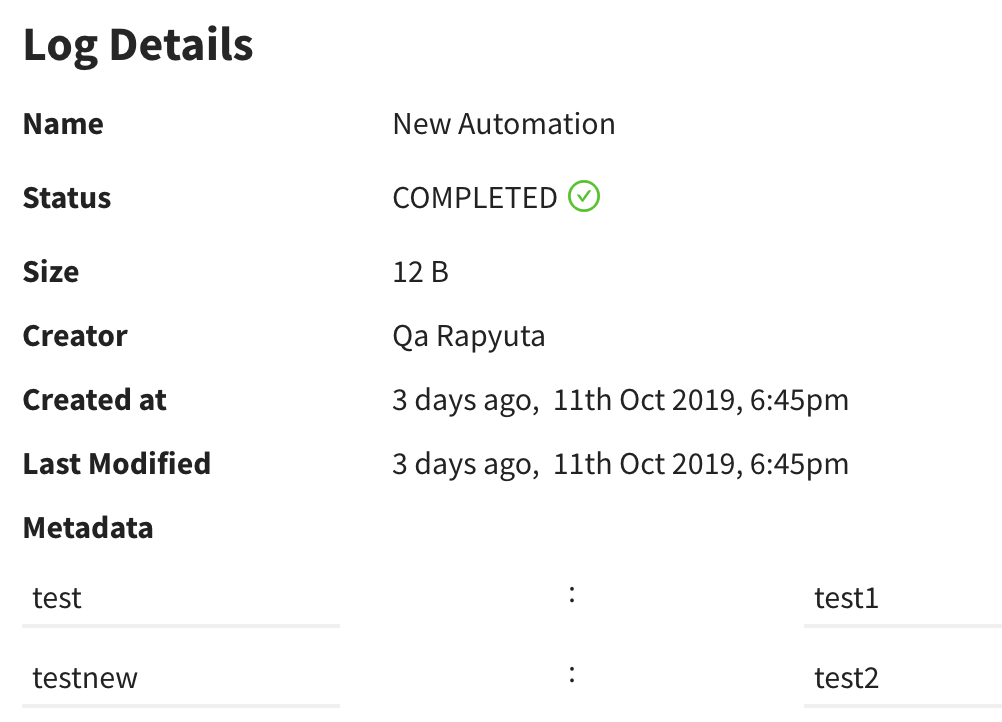 Log Details
Name New Automation
Status COMPLETED
Size 12 B
Creator Qa Rapyuta
Created at 3 days ago, 11th Oct 2019, 6:45pm
Last Modified 3 days ago, 11th Oct 2019, 6:45pm
Metadata
test : test1
testnew : test2